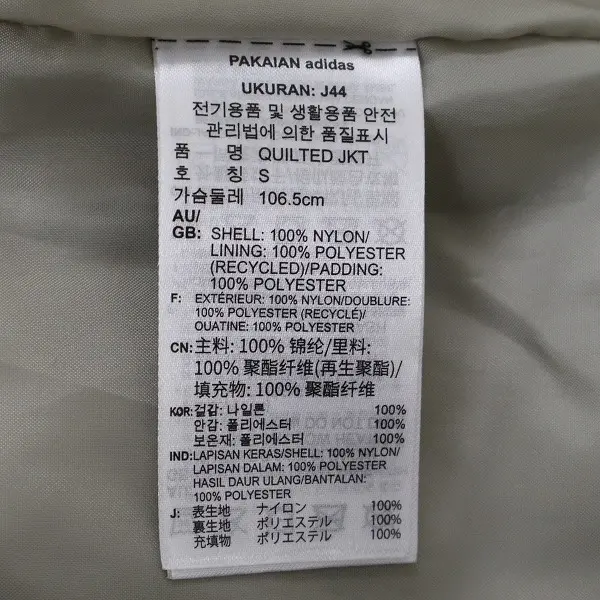 PAKAIAN adidas
UKURAN: J44
전기용품 및 생활용품 안전
관리법에 의한 품질표시
품 명 QUILTED JKT
호 칭 S
가슴둘레 106.5cm
AU/
GB: SHELL: 100% NYLON/
LINING: 100% POLYESTER
(RECYCLED)/PADDING:
100% POLYESTER
F: EXTÉRIEUR: 100% NYLON/DOUBLURE:
100% POLYESTER (RECYCLÉ)/
OUATINE: 100% POLYESTER
CN: 主料: 100% 锦纶/里料:
100% 聚酯纤维(再生聚酯)/
填充物: 100% 聚酯纤维
KOR: 겉감: 나일론 100%
안감: 폴리에스터 100%
보온재: 폴리에스터 100%
IND: LAPISAN KERAS/SHELL: 100% NYLON/
LAPISAN DALAM: 100% POLYESTER
HASIL DAUR ULANG/BANTALAN:
100% POLYESTER
J: 表生地 ナイロン 100%
裏生地 ポリエステル 100%
充填物 ポリエステル 100%